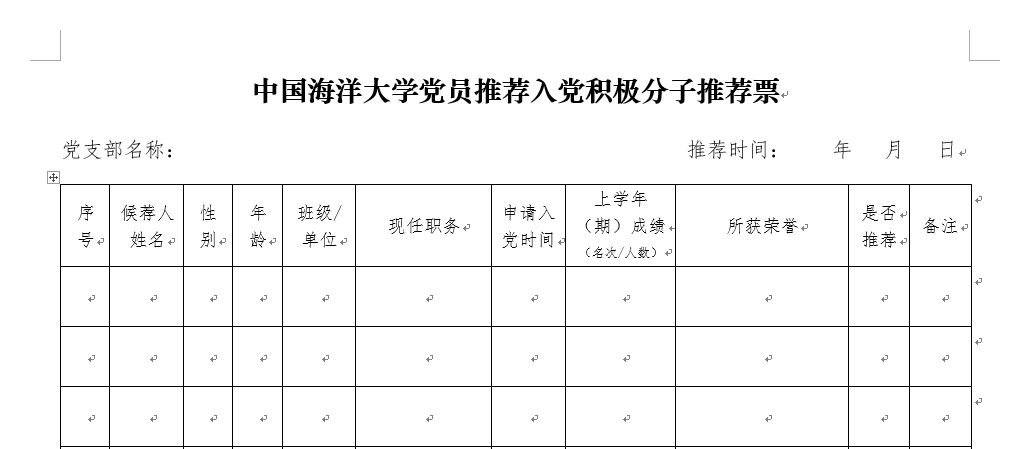 中国海洋大学党员推荐入党积极分子推荐票
党支部名称： 推荐时间： 年 月 日
序号 候荐人姓名 性别 年龄 班级/单位 现任职务 申请入党时间 上学年（期）成绩（名次/人数） 所获荣誉 是否推荐 备注